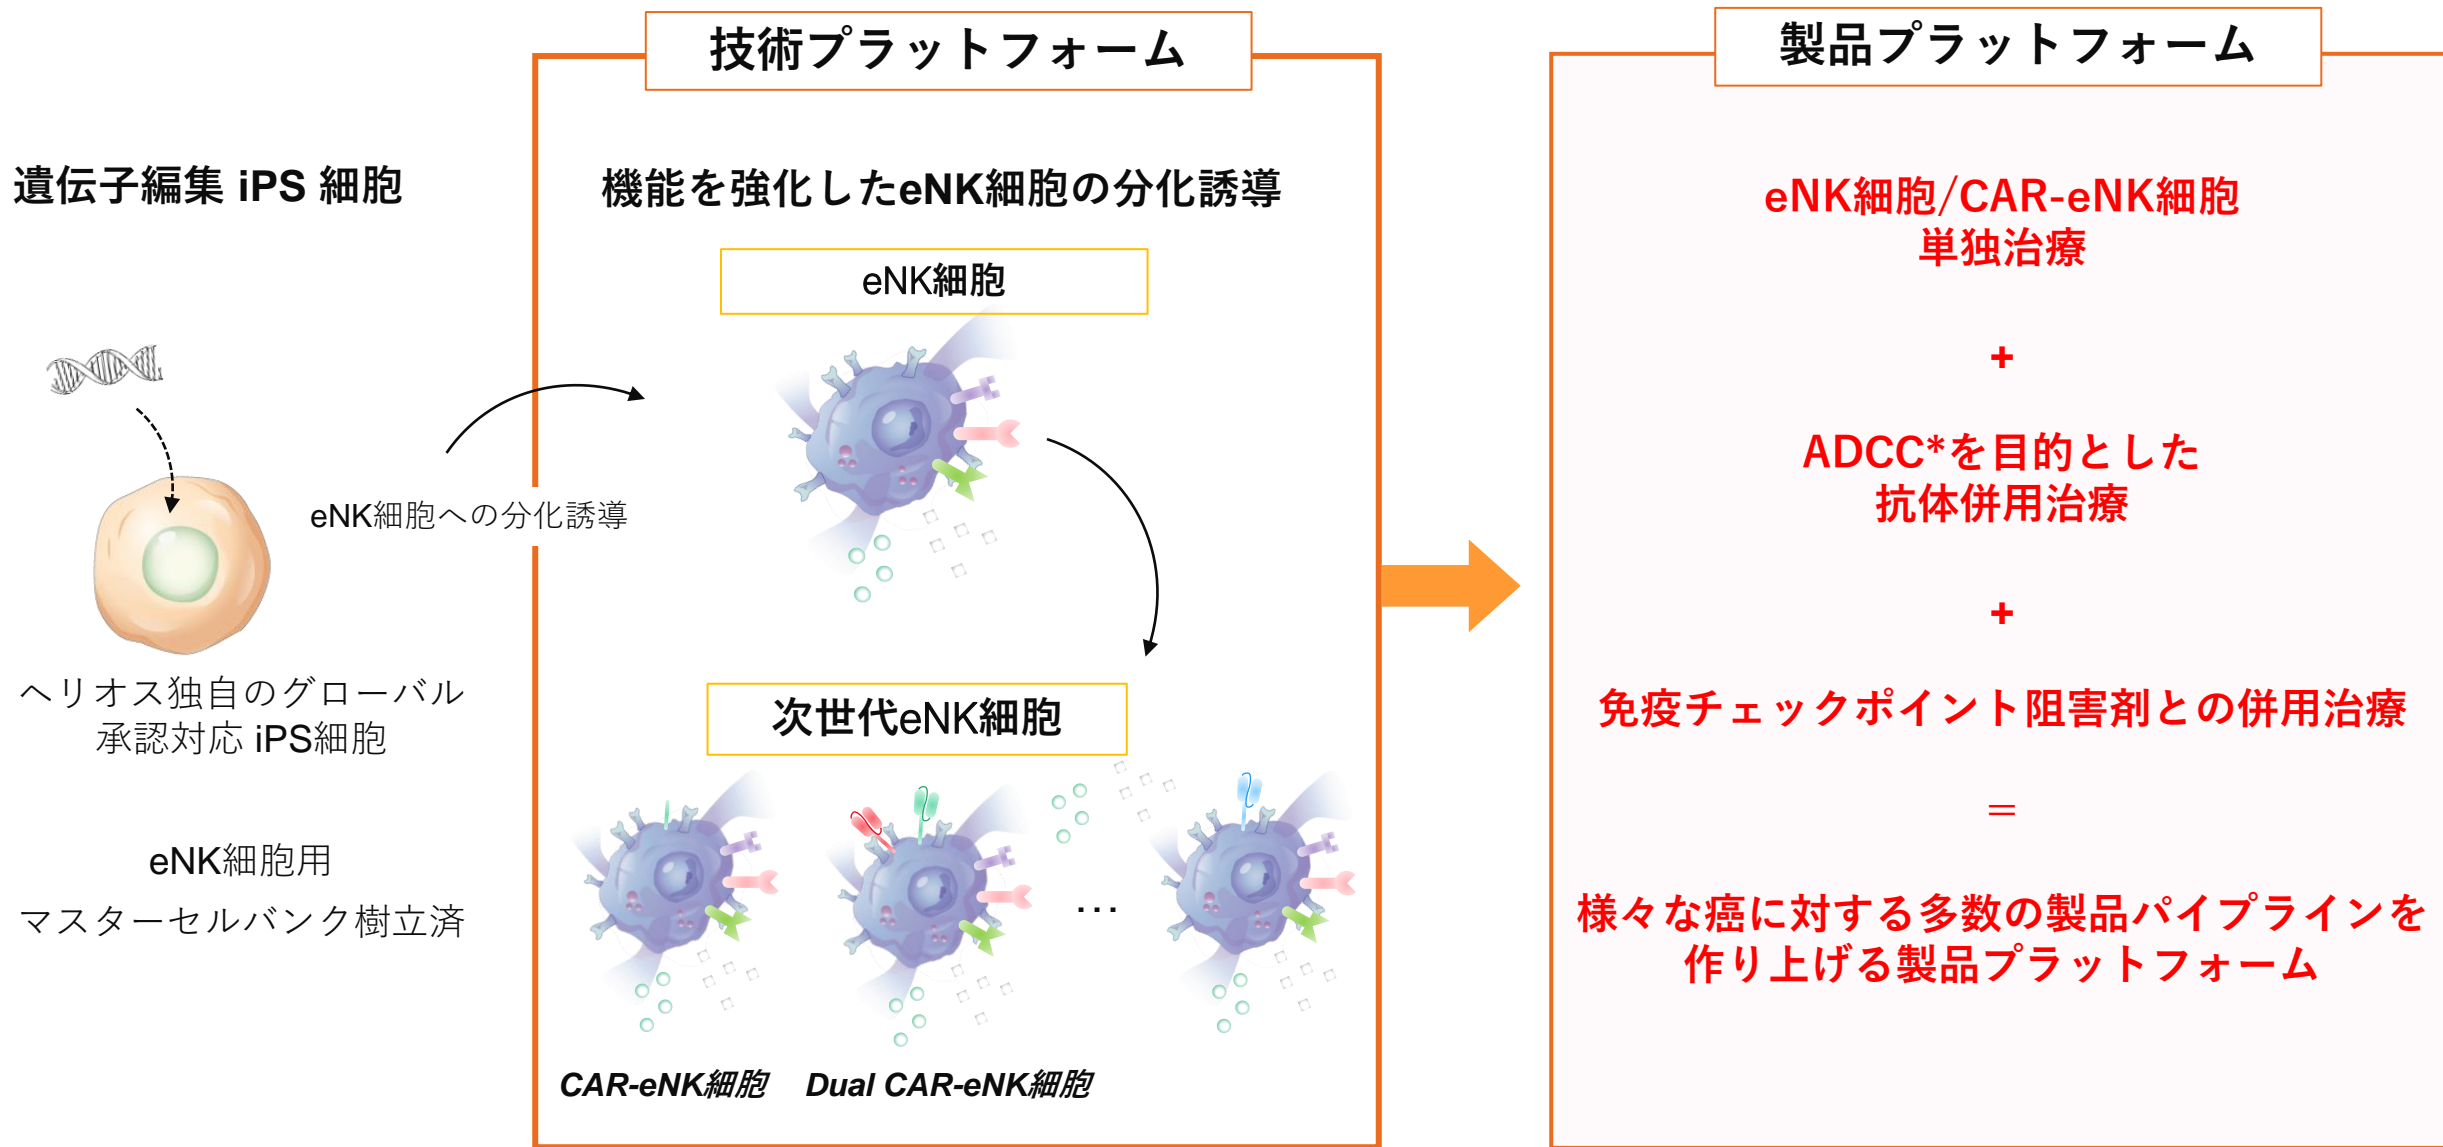 技術プラットフォーム
製品プラットフォーム
遺伝子編集 iPS 細胞
機能を強化したeNK細胞の分化誘導
eNK細胞
eNK細胞への分化誘導
ヘリオス独自のグローバル
承認対応 iPS細胞
eNK細胞用
マスターセルバンク樹立済
次世代eNK細胞
…
CAR-eNK細胞
Dual CAR-eNK細胞
eNK細胞/CAR-eNK細胞
単独治療
+
ADCC*を目的とした
抗体併用治療
+
免疫チェックポイント阻害剤との併用治療
＝
様々な癌に対する多数の製品パイプラインを
作り上げる製品プラットフォーム